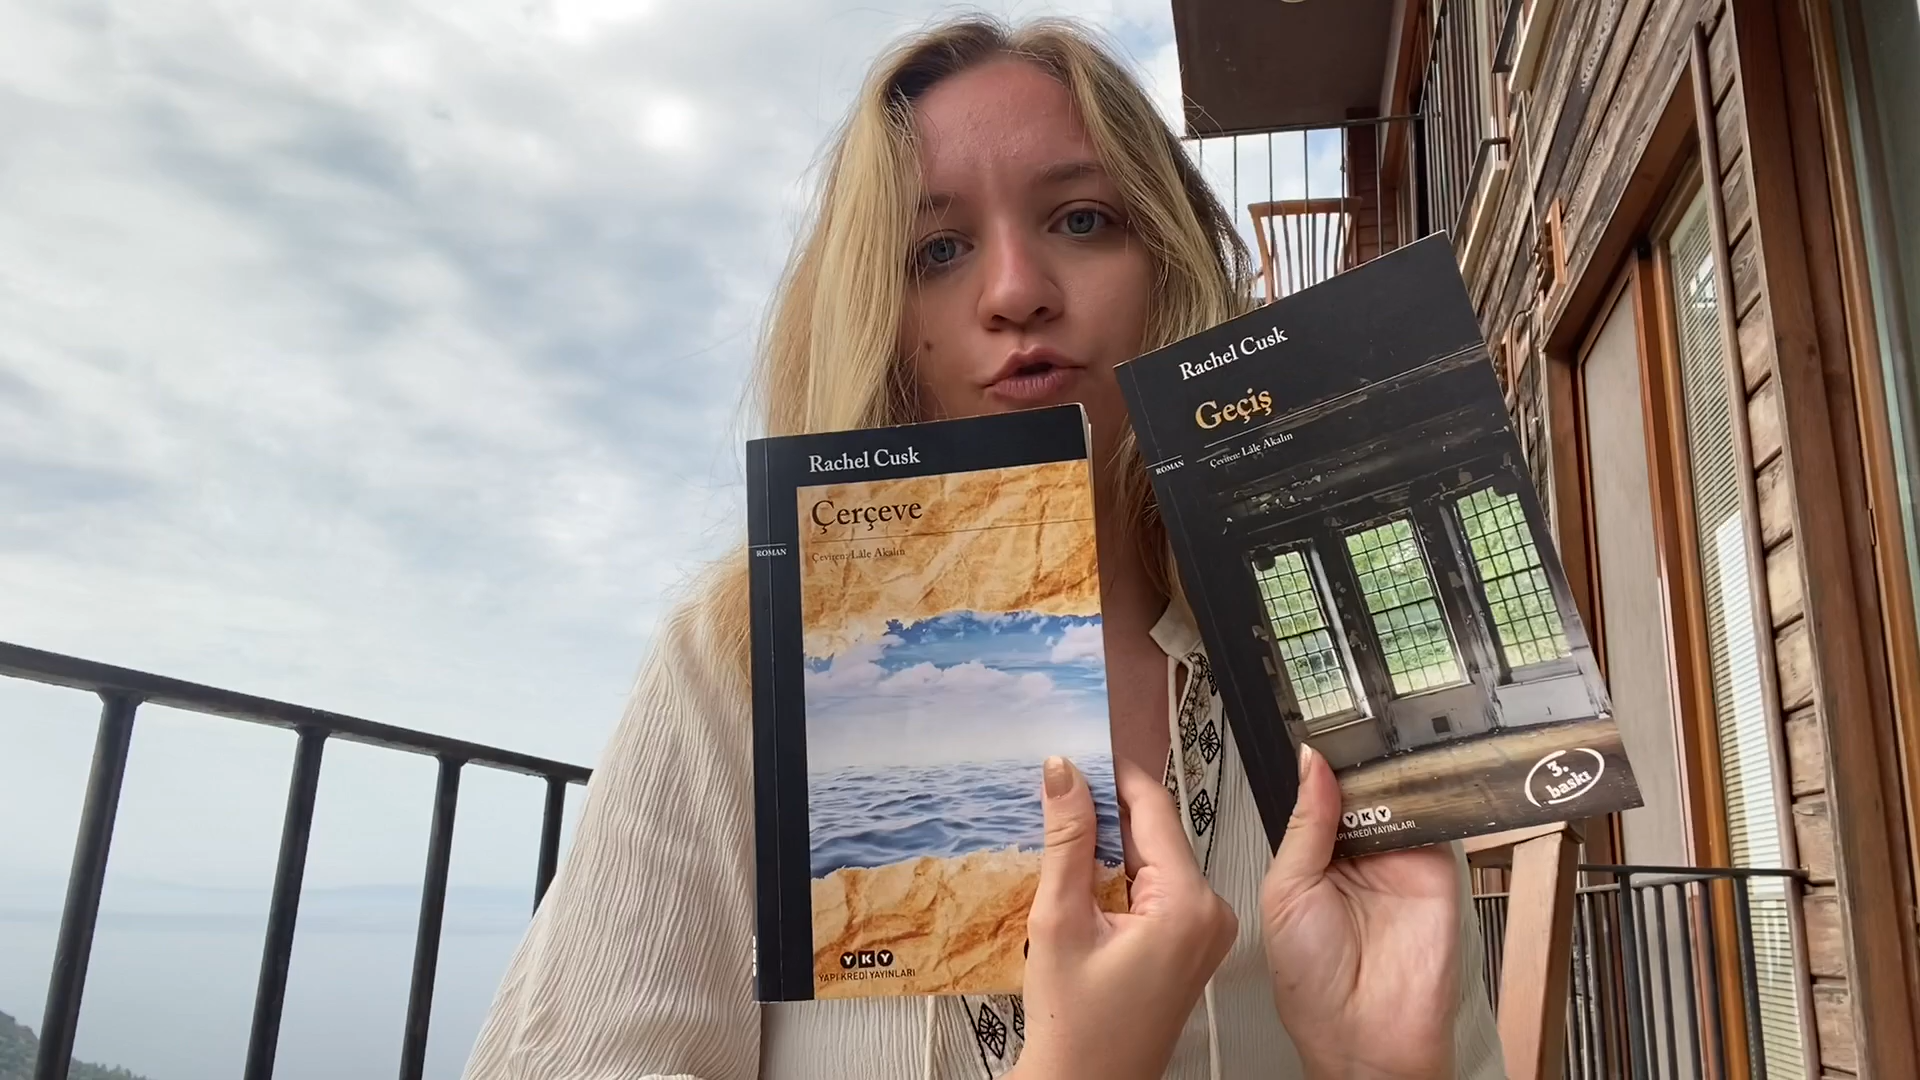 Rachel Cusk
Çerçeve
Çeviren: Lâle Akalın
ROMAN
YKY
YAPI KREDİ YAYINLARI
Rachel Cusk
Geçiş
Çeviren: Lâle Akalın
ROMAN
3.
baskı
YKY
YAPI KREDİ YAYINLARI